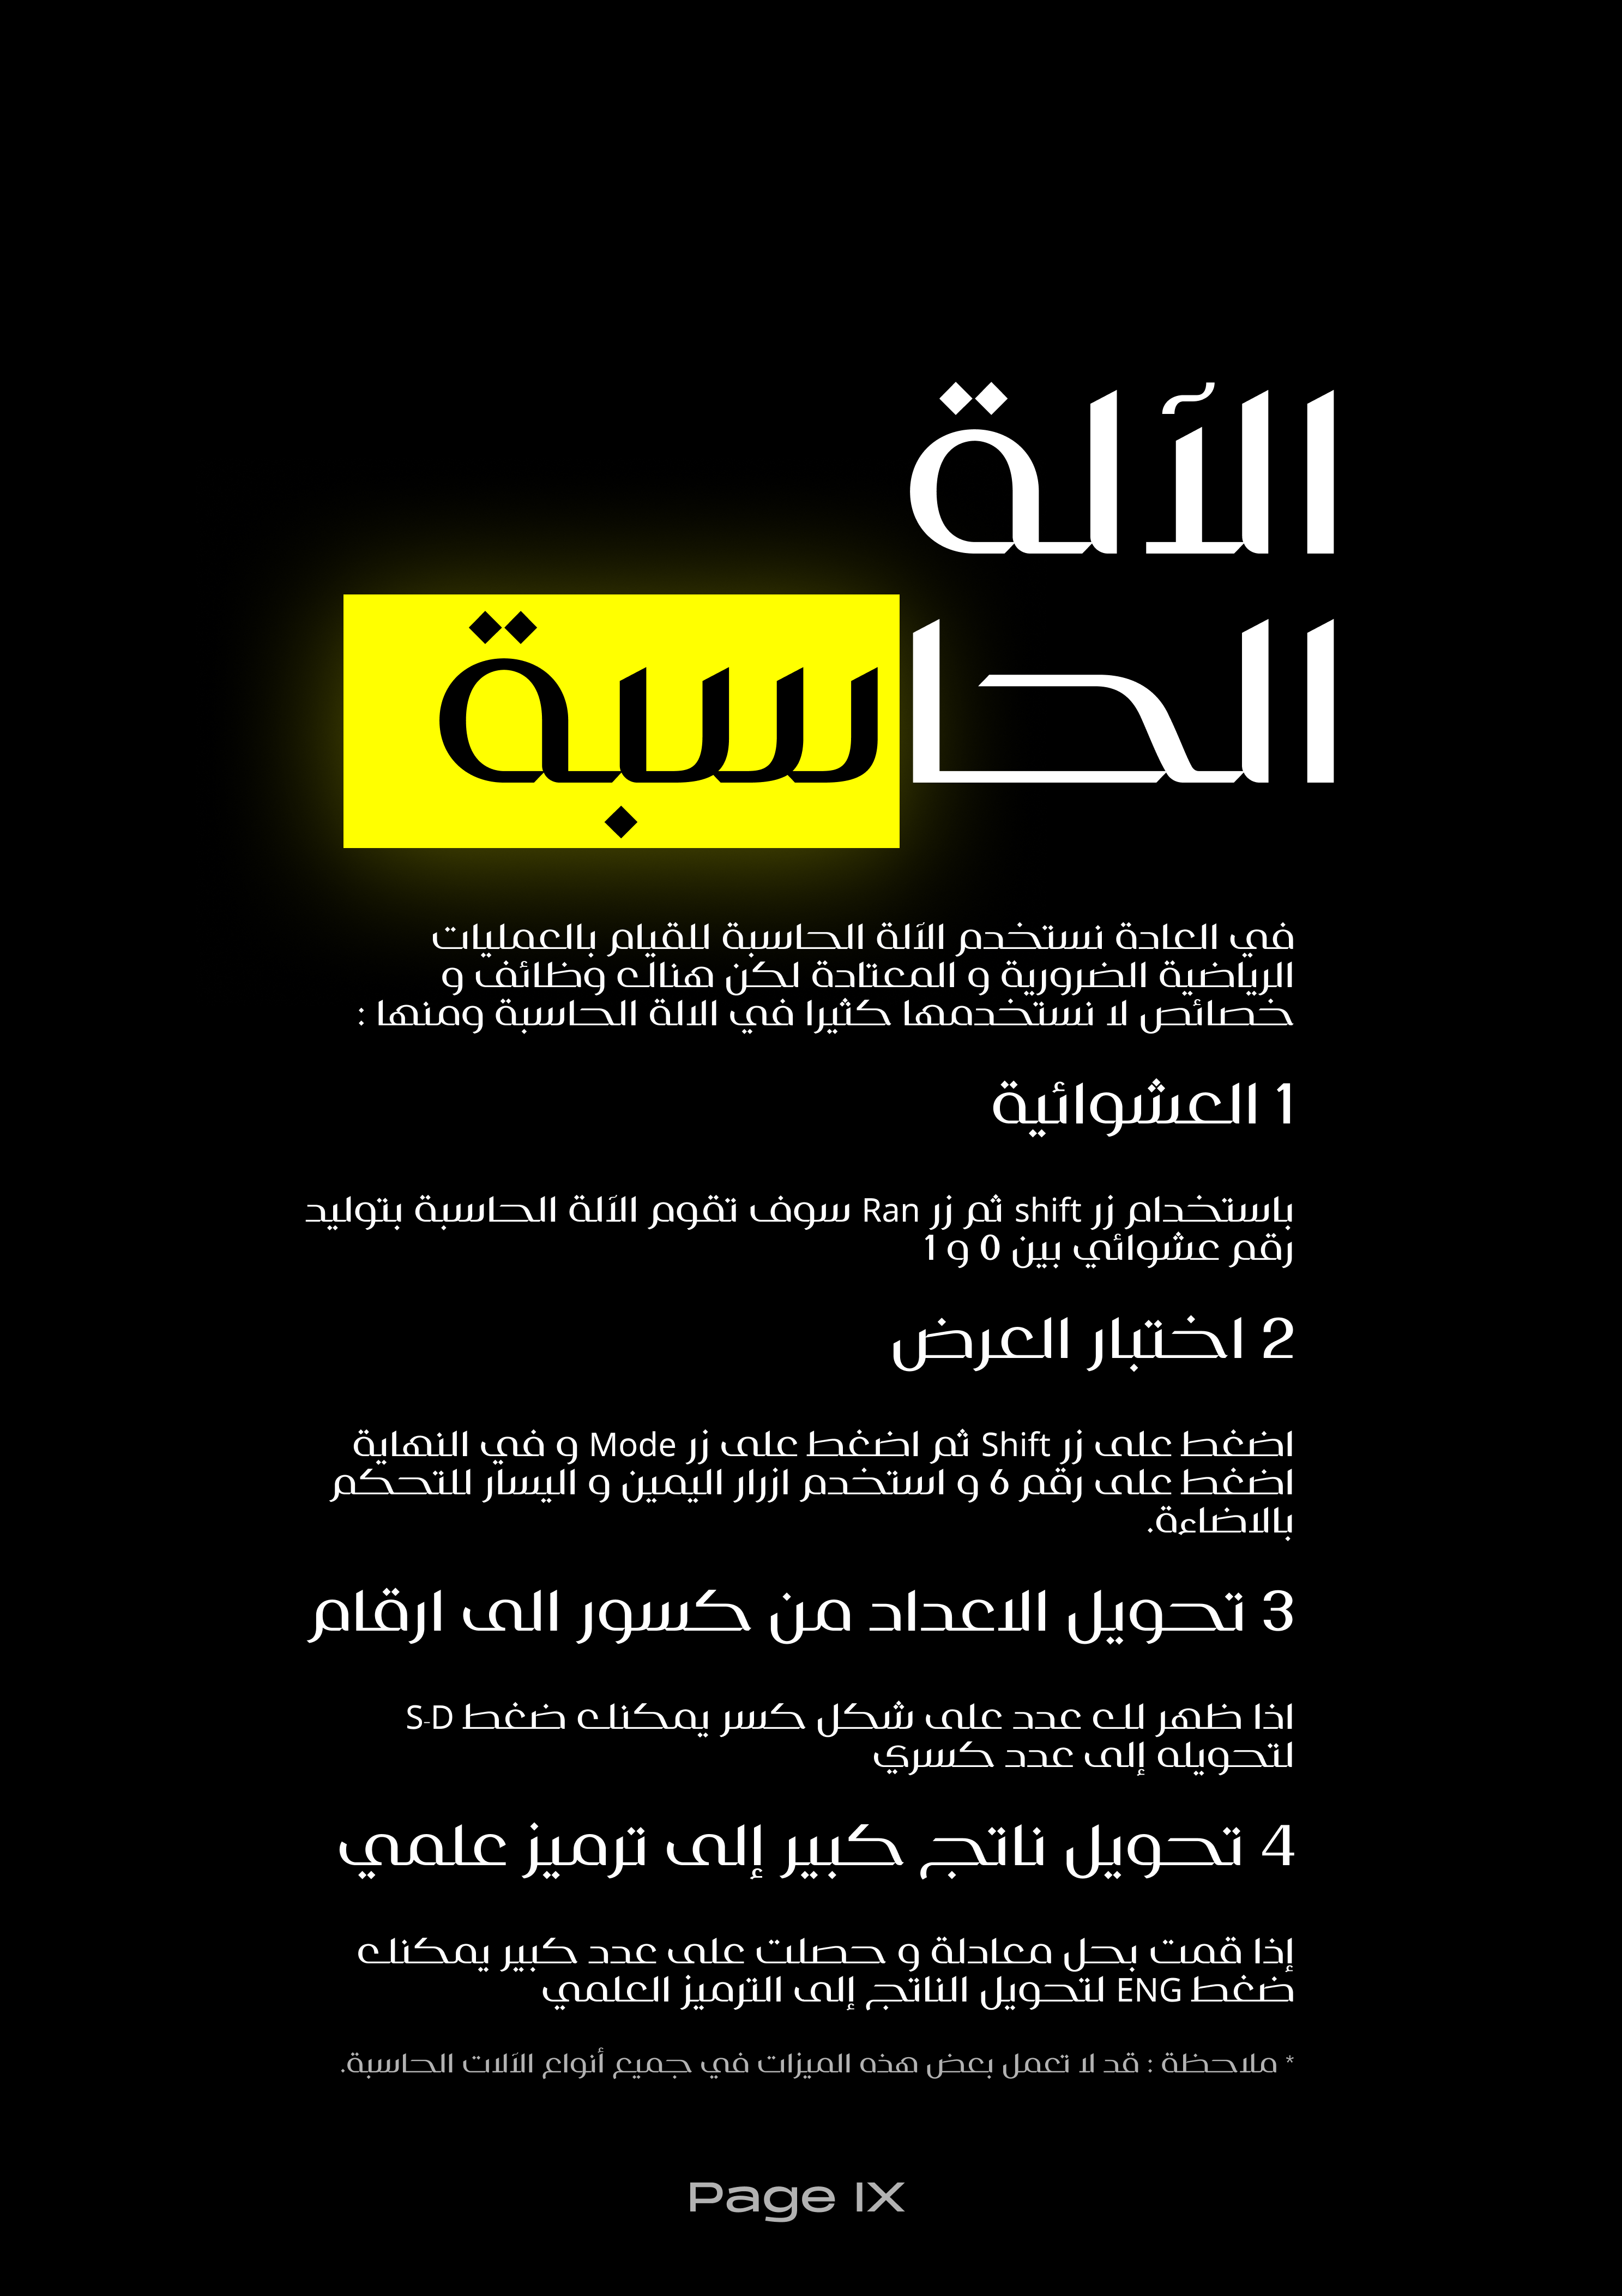 الآلة
الحاسبة
في العادة نستخدم الآلة الحاسبة للقيام باالعمليات
الرياضية الضرورية و المعتادة لكن هناك وظائف و
خصائص لا نستخدمها كثيرا في الالة الحاسبة ومنها :
1 العشوائية
باستخدام زر shift ثم زر Ran سوف تقوم الآلة الحاسبة بتوليد
رقم عشوائي بين 0 و 1
2 اختبار العرض
اضغط على زر Shift ثم اضغط على زر Mode و في النهاية
اضغط على رقم 6 و استخدم ازرار اليمين و اليسار للتحكم
بالاضاءة.
3 تحويل الاعداد من كسور الى ارقام
اذا ظهر لك عدد على شكل كسر يمكنك ضغط S-D
لتحويله إلى عدد كسري
4 تحويل ناتج كبير إلى ترميز علمي
إذا قمت بحل معادلة و حصلت على عدد كبير يمكنك
ضغط ENG لتحويل الناتج إلى الترميز العلمي
* ملاحظة : قد لا تعمل بعض هذه الميزات في جميع أنواع الآلات الحاسبة.
Page IX